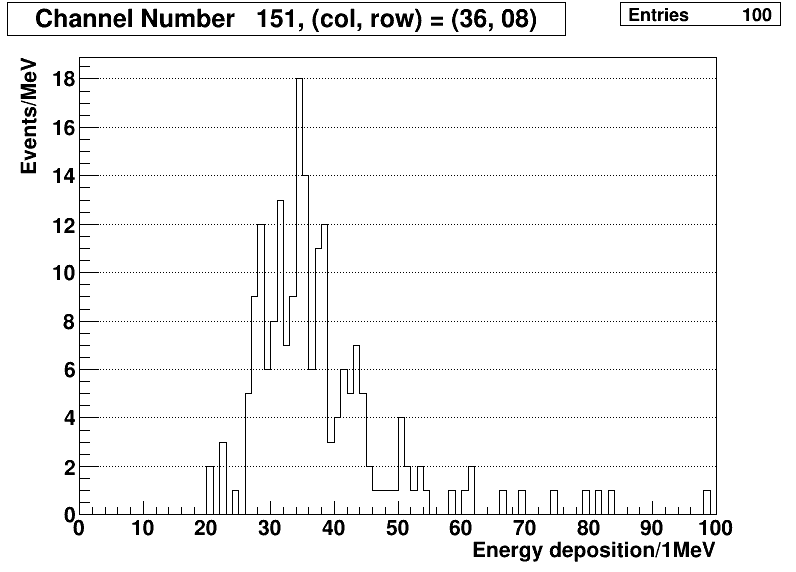 Channel Number 151, (col, row) = (36, 08)
Entries 100
Events/MeV
18
16
14
12
10
8
6
4
2
0
0 10 20 30 40 50 60 70 80 90 100
Energy deposition/1MeV